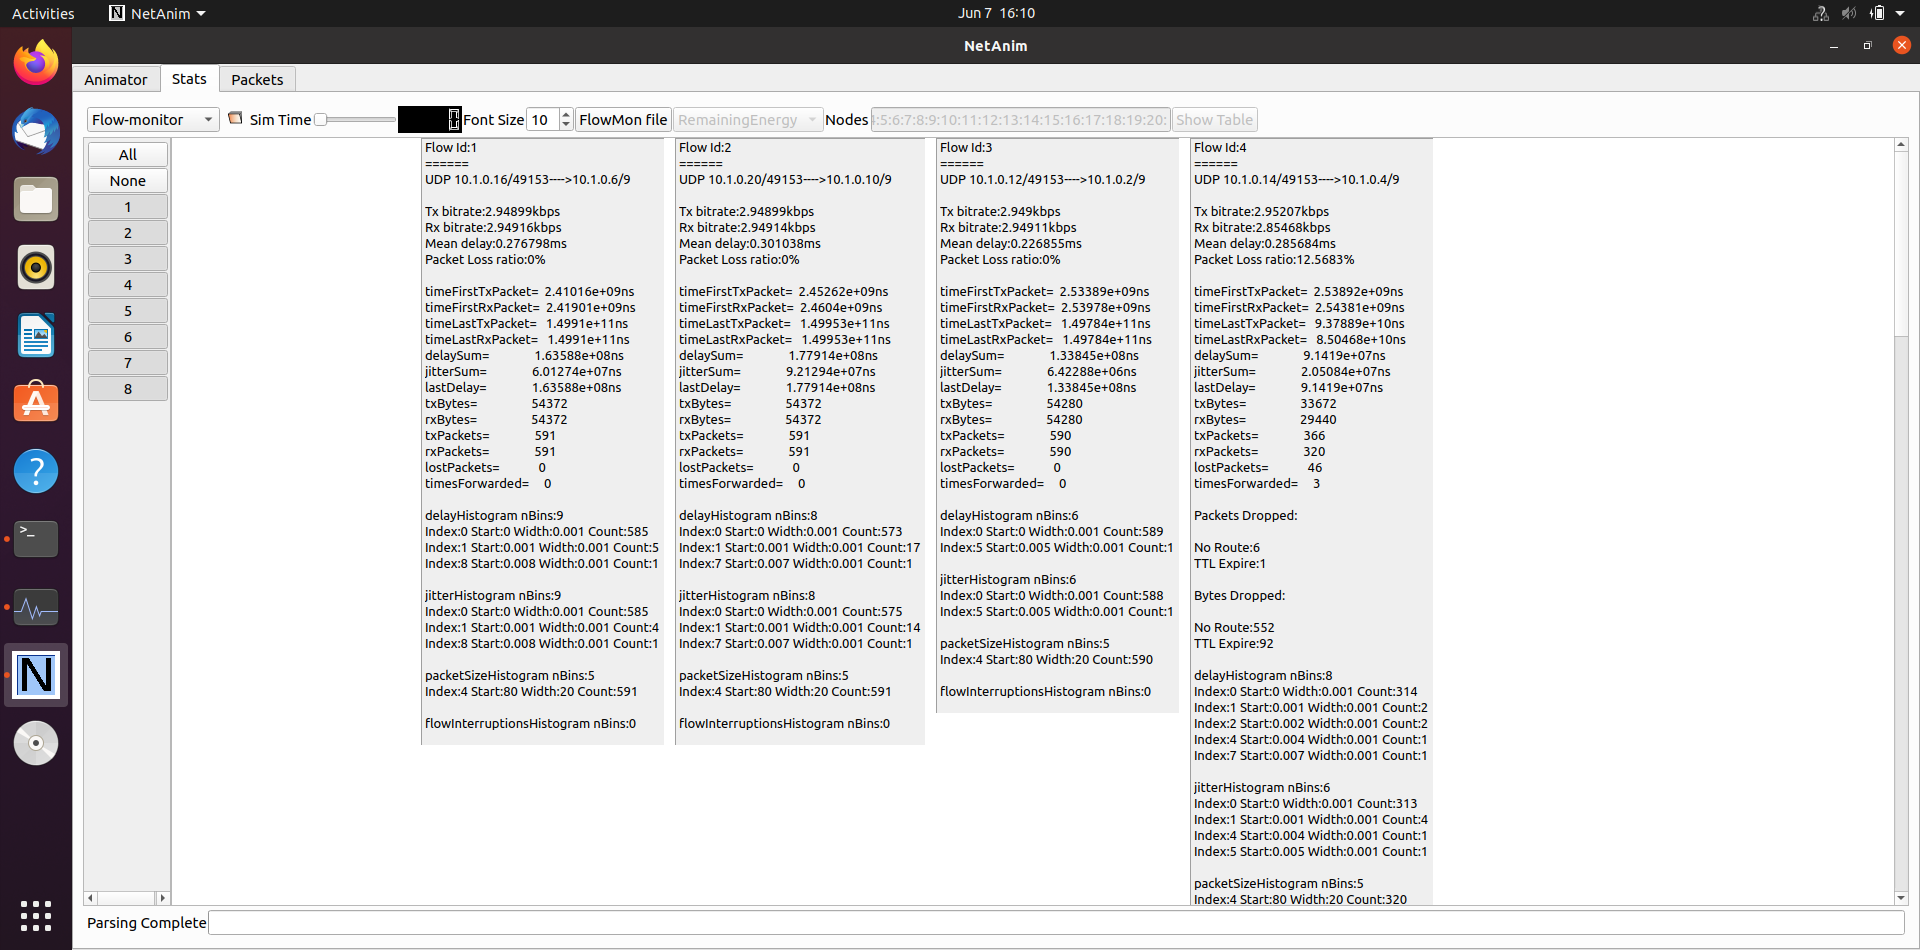 Activities
NetAnim
Jun 7 16:10
NetAnim
Animator
Stats
Packets
Flow-monitor
Sim Time
0
Font Size
10
FlowMon file
RemainingEnergy
Nodes
:5:6:7:8:9:10:11:12:13:14:15:16:17:18:19:20:
Show Table
All
None
1
2
3
4
5
6
7
8
Flow Id:1
======
UDP 10.1.0.16/49153---->10.1.0.6/9
Tx bitrate:2.94899kbps
Rx bitrate:2.94916kbps
Mean delay:0.276798ms
Packet Loss ratio:0%
timeFirstTxPacket= 2.41016e+09ns
timeFirstRxPacket= 2.41901e+09ns
timeLastTxPacket= 1.4991e+11ns
timeLastRxPacket= 1.4991e+11ns
delaySum= 1.63588e+08ns
jitterSum= 6.01274e+07ns
lastDelay= 1.63588e+08ns
txBytes= 54372
rxBytes= 54372
txPackets= 591
rxPackets= 591
lostPackets= 0
timesForwarded= 0
delayHistogram nBins:9
Index:0 Start:0 Width:0.001 Count:585
Index:1 Start:0.001 Width:0.001 Count:5
Index:8 Start:0.008 Width:0.001 Count:1
jitterHistogram nBins:9
Index:0 Start:0 Width:0.001 Count:585
Index:1 Start:0.001 Width:0.001 Count:4
Index:8 Start:0.008 Width:0.001 Count:1
packetSizeHistogram nBins:5
Index:4 Start:80 Width:20 Count:591
flowInterruptionsHistogram nBins:0
Flow Id:2
======
UDP 10.1.0.20/49153---->10.1.0.10/9
Tx bitrate:2.94899kbps
Rx bitrate:2.94914kbps
Mean delay:0.301038ms
Packet Loss ratio:0%
timeFirstTxPacket= 2.45262e+09ns
timeFirstRxPacket= 2.4604e+09ns
timeLastTxPacket= 1.49953e+11ns
timeLastRxPacket= 1.49953e+11ns
delaySum= 1.77914e+08ns
jitterSum= 9.21294e+07ns
lastDelay= 1.77914e+08ns
txBytes= 54372
rxBytes= 54372
txPackets= 591
rxPackets= 591
lostPackets= 0
timesForwarded= 0
delayHistogram nBins:8
Index:0 Start:0 Width:0.001 Count:573
Index:1 Start:0.001 Width:0.001 Count:17
Index:7 Start:0.007 Width:0.001 Count:1
jitterHistogram nBins:8
Index:0 Start:0 Width:0.001 Count:575
Index:1 Start:0.001 Width:0.001 Count:14
Index:7 Start:0.007 Width:0.001 Count:1
packetSizeHistogram nBins:5
Index:4 Start:80 Width:20 Count:591
flowInterruptionsHistogram nBins:0
Flow Id:3
======
UDP 10.1.0.12/49153---->10.1.0.2/9
Tx bitrate:2.949kbps
Rx bitrate:2.94911kbps
Mean delay:0.226855ms
Packet Loss ratio:0%
timeFirstTxPacket= 2.53389e+09ns
timeFirstRxPacket= 2.53978e+09ns
timeLastTxPacket= 1.49784e+11ns
timeLastRxPacket= 1.49784e+11ns
delaySum= 1.33845e+08ns
jitterSum= 6.42288e+06ns
lastDelay= 1.33845e+08ns
txBytes= 54280
rxBytes= 54280
txPackets= 590
rxPackets= 590
lostPackets= 0
timesForwarded= 0
delayHistogram nBins:6
Index:0 Start:0 Width:0.001 Count:589
Index:5 Start:0.005 Width:0.001 Count:1
jitterHistogram nBins:6
Index:0 Start:0 Width:0.001 Count:588
Index:5 Start:0.005 Width:0.001 Count:1
packetSizeHistogram nBins:5
Index:4 Start:80 Width:20 Count:590
flowInterruptionsHistogram nBins:0
Flow Id:4
======
UDP 10.1.0.14/49153---->10.1.0.4/9
Tx bitrate:2.95207kbps
Rx bitrate:2.85468kbps
Mean delay:0.285684ms
Packet Loss ratio:12.5683%
timeFirstTxPacket= 2.53892e+09ns
timeFirstRxPacket= 2.54381e+09ns
timeLastTxPacket= 9.37889e+10ns
timeLastRxPacket= 8.50468e+10ns
delaySum= 9.1419e+07ns
jitterSum= 2.05084e+07ns
lastDelay= 9.1419e+07ns
txBytes= 33672
rxBytes= 29440
txPackets= 366
rxPackets= 320
lostPackets= 46
timesForwarded= 3
Packets Dropped:
No Route:6
TTL Expire:1
Bytes Dropped:
No Route:552
TTL Expire:92
delayHistogram nBins:8
Index:0 Start:0 Width:0.001 Count:314
Index:1 Start:0.001 Width:0.001 Count:2
Index:2 Start:0.002 Width:0.001 Count:2
Index:4 Start:0.004 Width:0.001 Count:1
Index:7 Start:0.007 Width:0.001 Count:1
jitterHistogram nBins:6
Index:0 Start:0 Width:0.001 Count:313
Index:1 Start:0.001 Width:0.001 Count:4
Index:4 Start:0.004 Width:0.001 Count:1
Index:5 Start:0.005 Width:0.001 Count:1
packetSizeHistogram nBins:5
Index:4 Start:80 Width:20 Count:320
Parsing Complete